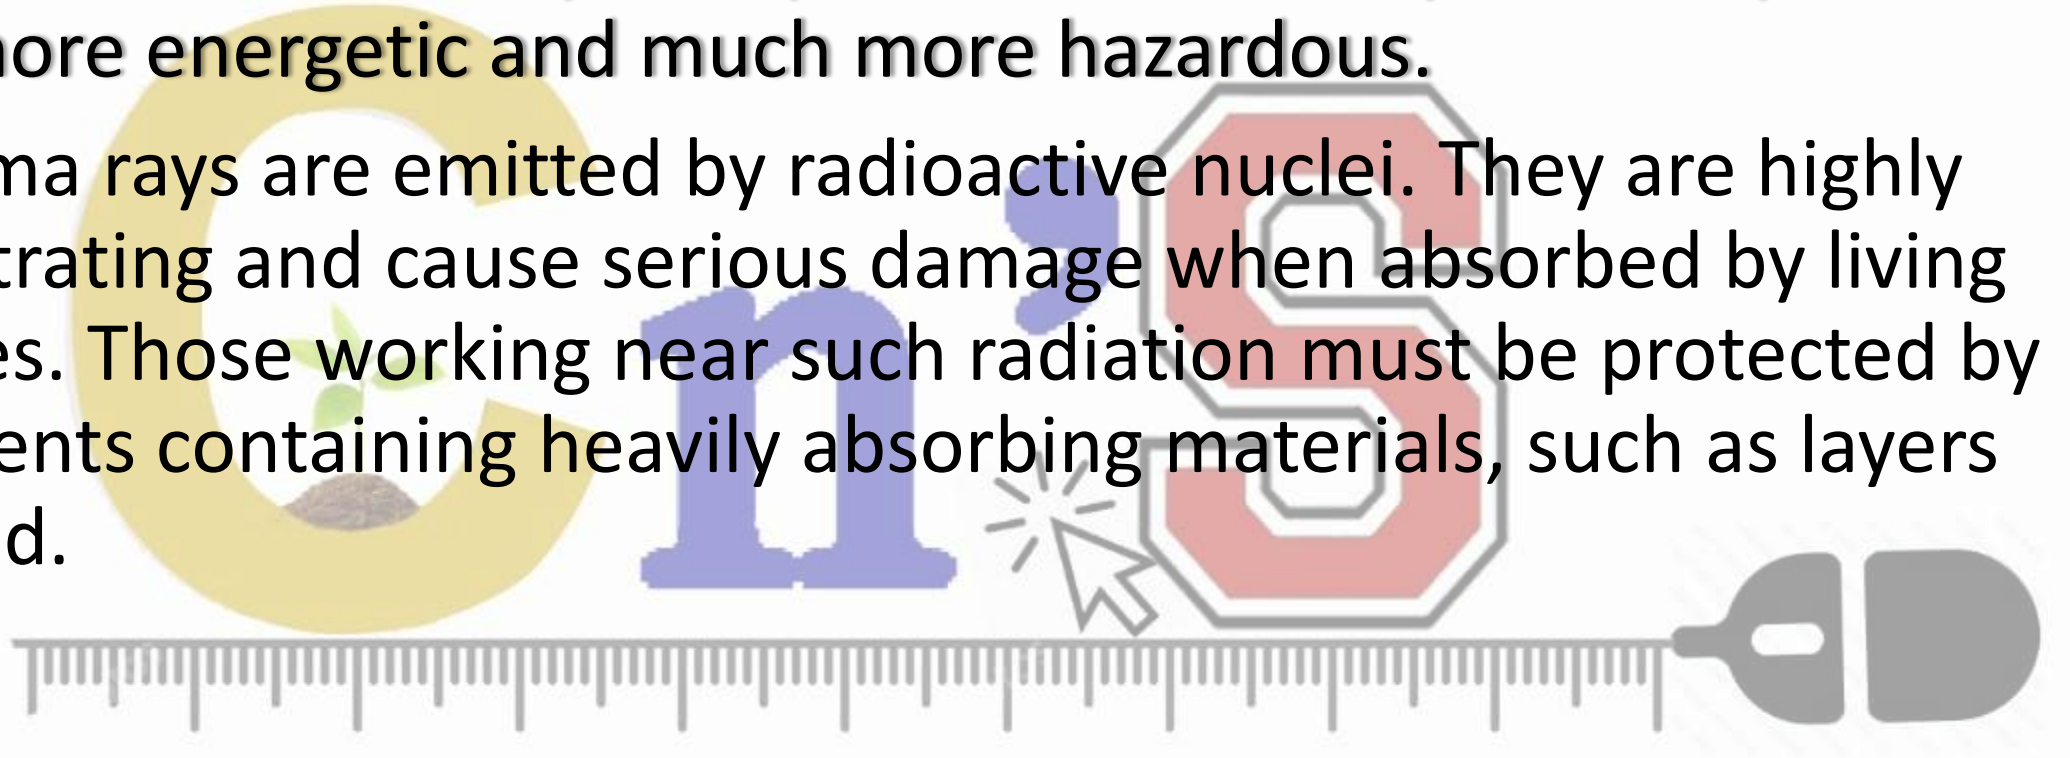 more energetic and much more hazardous.
ma rays are emitted by radioactive nuclei. They are highly
trating and cause serious damage when absorbed by living
es. Those working near such radiation must be protected by
ents containing heavily absorbing materials, such as layers
d.
Cn’S